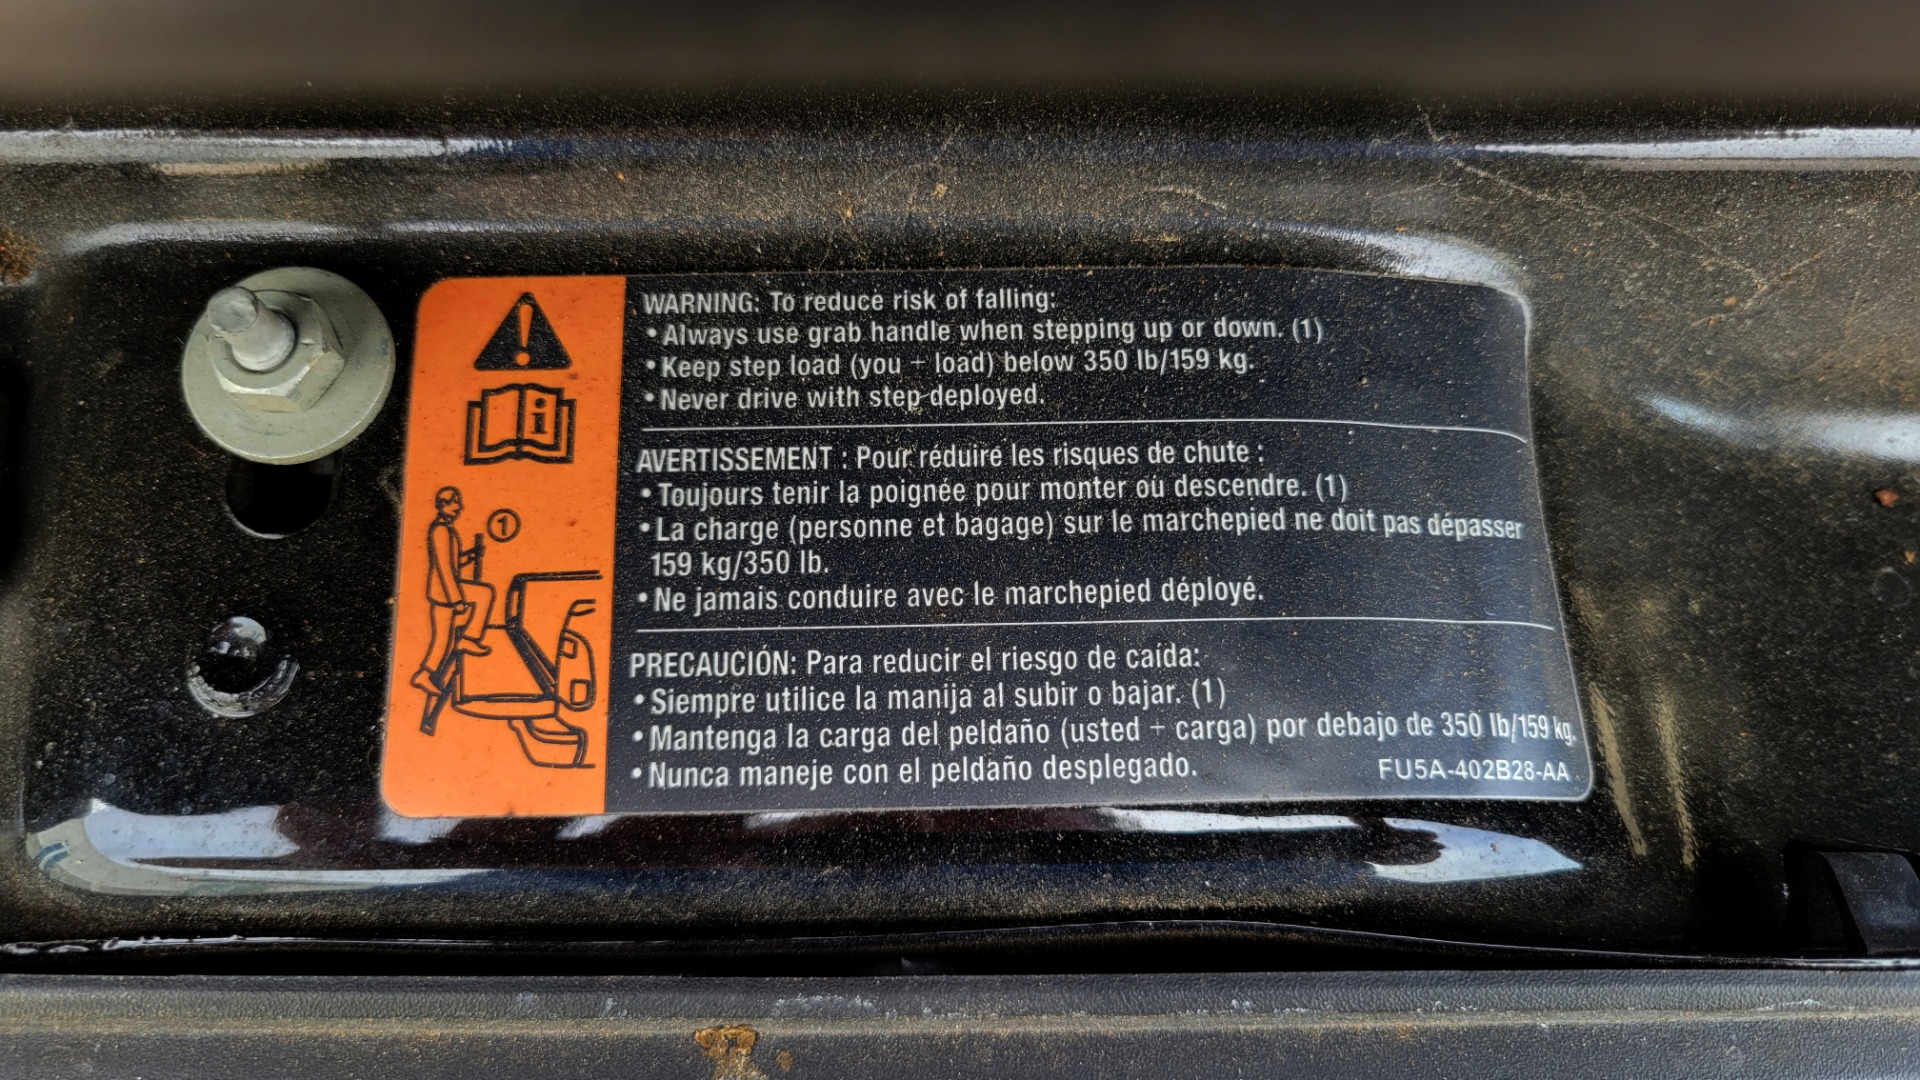 WARNING: To reduce risk of falling:
• Always use grab handle when stepping up or down. (1)
• Keep step load (you + load) below 350 lb/159 kg.
• Never drive with step deployed.
AVERTISSEMENT : Pour réduire les risques de chute :
• Toujours tenir la poignée pour monter ou descendre. (1)
• La charge (personne et bagage) sur le marchepied ne doit pas dépasser
159 kg/350 lb.
• Ne jamais conduire avec le marchepied déployé.
1
PRECAUCIÓN: Para reducir el riesgo de caída:
• Siempre utilice la manija al subir o bajar. (1)
• Mantenga la carga del peldaño (usted + carga) por debajo de 350 lb/159 kg.
• Nunca maneje con el peldaño desplegado.
FU5A-402B28-AA